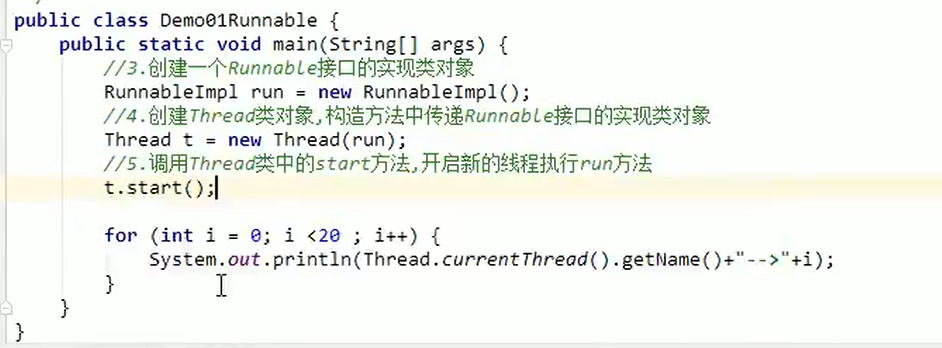 public class Demo01Runnable {
public static void main(String[] args) {
//3.创建一个Runnable接口的实现类对象
RunnableImpl run = new RunnableImpl();
//4.创建Thread类对象,构造方法中传递Runnable接口的实现类对象
Thread t = new Thread(run);
//5.调用Thread类中的start方法,开启新的线程执行run方法
t.start();
for (int i = 0; i <20 ; i++) {
System.out.println(Thread.currentThread().getName()+"-->"+i);
}
}
}